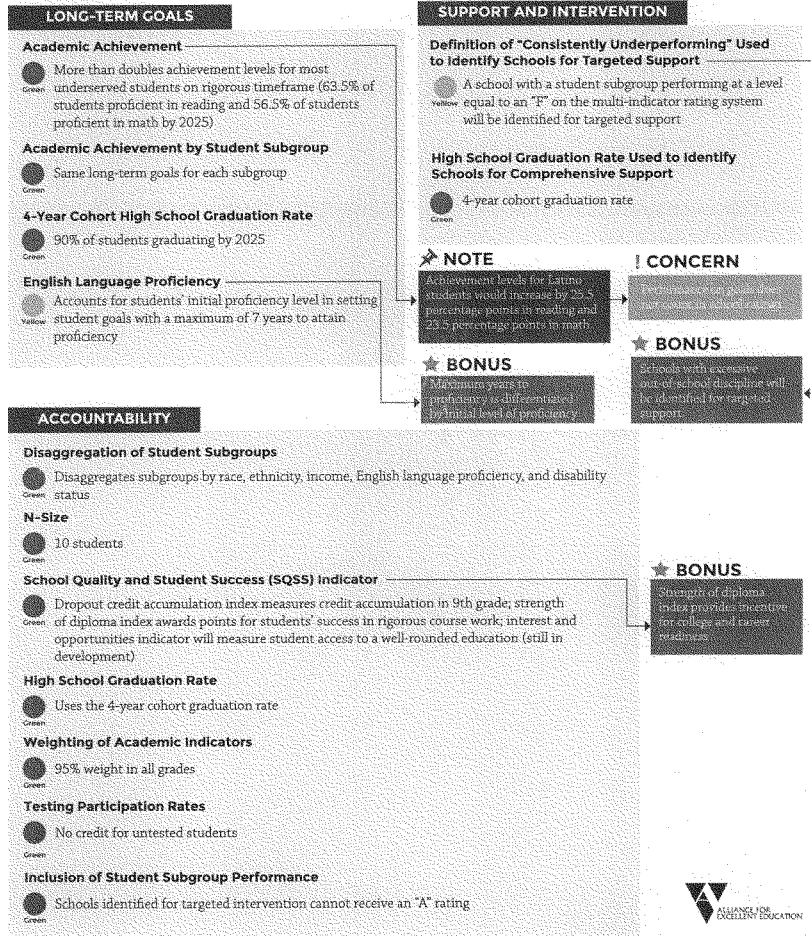 LONG-TERM GOALS
Academic Achievement
Green
More than doubles achievement levels for most
underserved students on rigorous timeframe (63.5% of
students proficient in reading and 56.5% of students
proficient in math by 2025)
Academic Achievement by Student Subgroup
Green
Same long-term goals for each subgroup
4-Year Cohort High School Graduation Rate
Green
90% of students graduating by 2025
English Language Proficiency
Yellow
Accounts for students' initial proficiency level in setting
student goals with a maximum of 7 years to attain
proficiency
SUPPORT AND INTERVENTION
Definition of "Consistently Underperforming" Used
to Identify Schools for Targeted Support
Yellow
A school with a student subgroup performing at a level
equal to an "F" on the multi-indicator rating system
will be identified for targeted support
High School Graduation Rate Used to Identify
Schools for Comprehensive Support
Green
4-year cohort graduation rate
NOTE
Achievement levels for Latino
students would increase by 25.5
percentage points in reading and
23.5 percentage points in math
! CONCERN
BONUS
Maximum years to
proficiency is differentiated
by initial level of proficiency
BONUS
Schools with excessive
out-of-school discipline will
be identified for targeted
support
ACCOUNTABILITY
Disaggregation of Student Subgroups
Green
Disaggregates subgroups by race, ethnicity, income, English language proficiency, and disability
status
N-Size
Green
10 students
School Quality and Student Success (SQSS) Indicator
Green
Dropout credit accumulation index measures credit accumulation in 9th grade; strength
of diploma index awards points for students' success in rigorous course work; interest and
opportunities indicator will measure student access to a well-rounded education (still in
development)
BONUS
Strength of diploma
index provides incentive
for college and career
readiness
High School Graduation Rate
Green
Uses the 4-year cohort graduation rate
Weighting of Academic Indicators
Green
95% weight in all grades
Testing Participation Rates
Green
No credit for untested students
Inclusion of Student Subgroup Performance
Green
Schools identified for targeted intervention cannot receive an "A" rating
ALLIANCE FOR
EXCELLENT EDUCATION